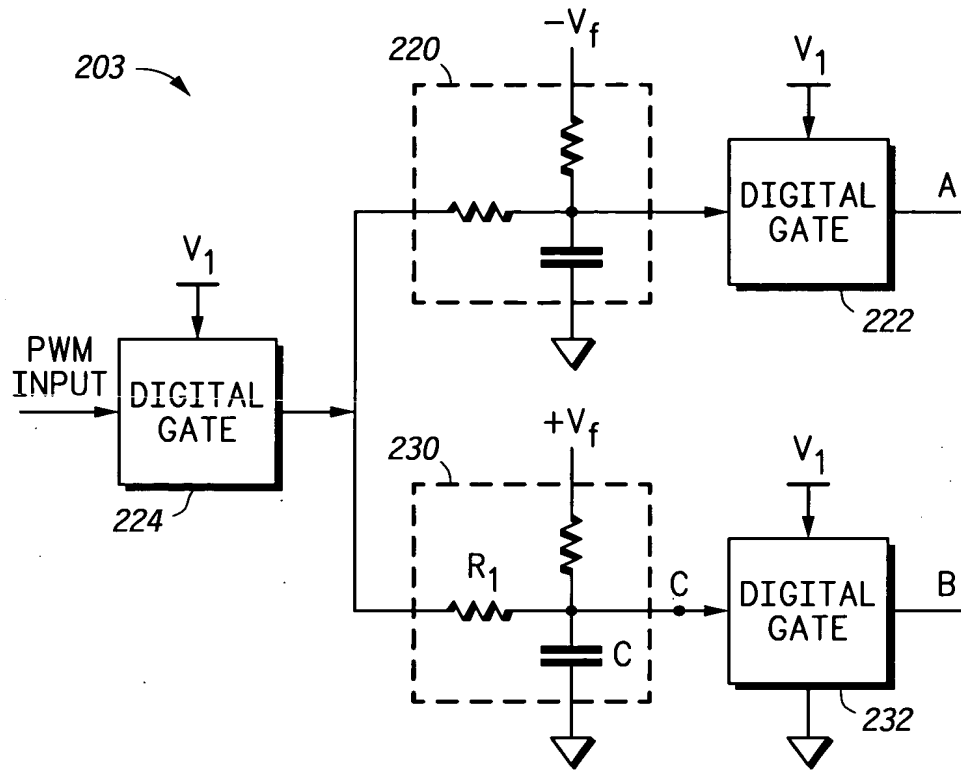 203
220
-Vf
V1
DIGITAL
GATE
A
222
V1
PWM
INPUT
DIGITAL
GATE
224
230
+Vf
R1
C
C
V1
DIGITAL
GATE
B
232